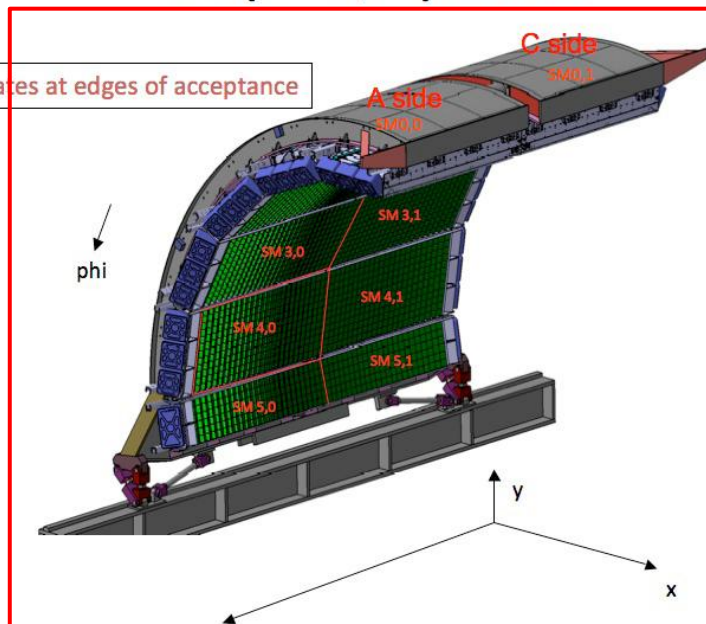 C side
SM0,1
ates at edges of acceptance
A side
SM0,0
SM 3,1
phi
SM 3,0
SM 4,1
SM 4,0
SM 5,1
SM 5,0
y
x